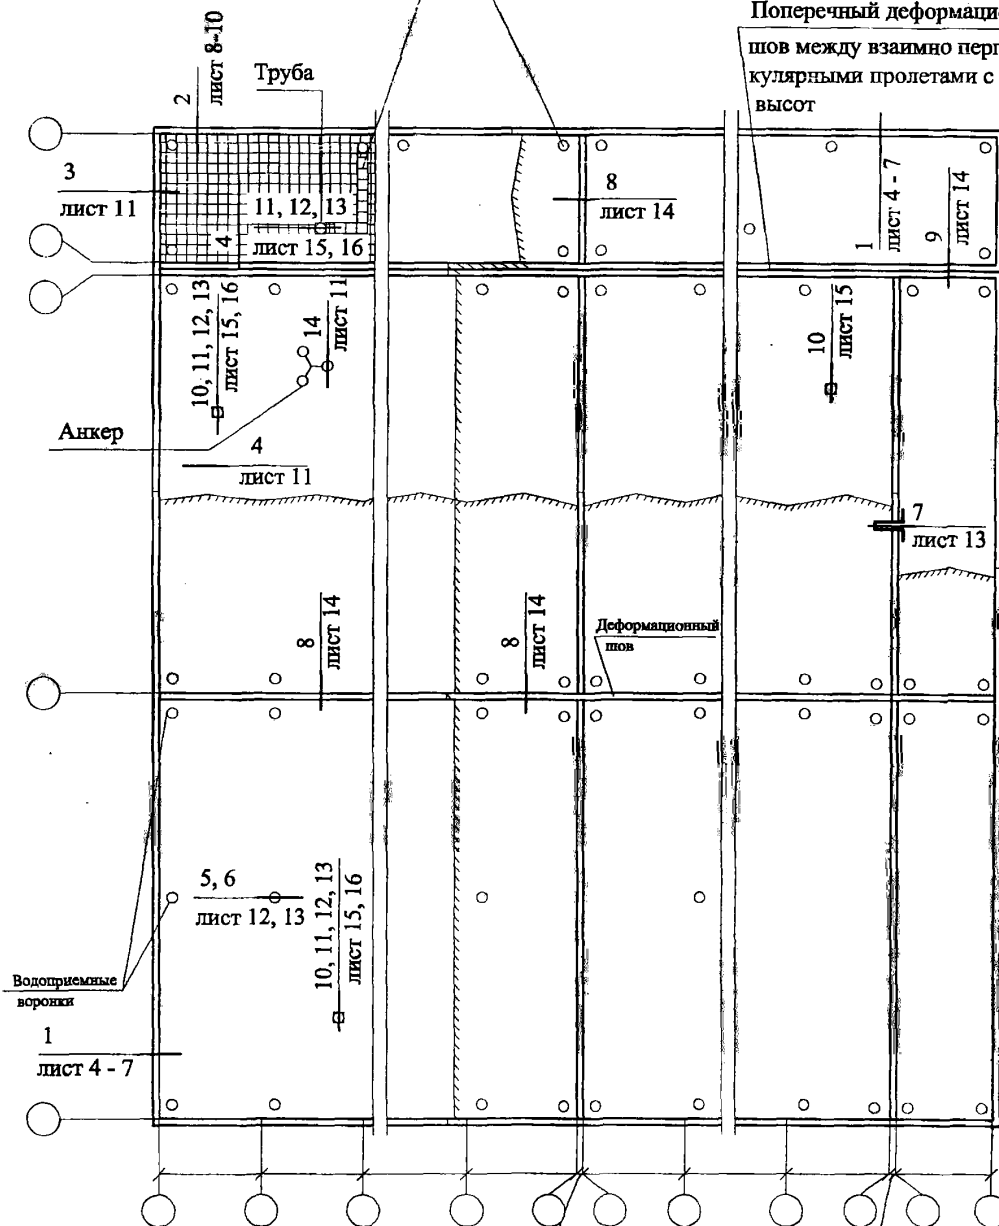 Поперечный деформаци
шов между взаимно перп
кулярными пролетами с
высот
2
лист 8-10
Труба
3
лист 11
11, 12, 13
лист 15, 16
4
8
лист 14
1
лист 4 - 7
9
лист 14
10, 11, 12, 13
лист 15, 16
14
лист 11
10
лист 15
Анкер
4
лист 11
7
лист 13
8
лист 14
8
лист 14
Деформационный
шов
5, 6
лист 12, 13
10, 11, 12, 13
лист 15, 16
Водоприемные
воронки
1
лист 4 - 7